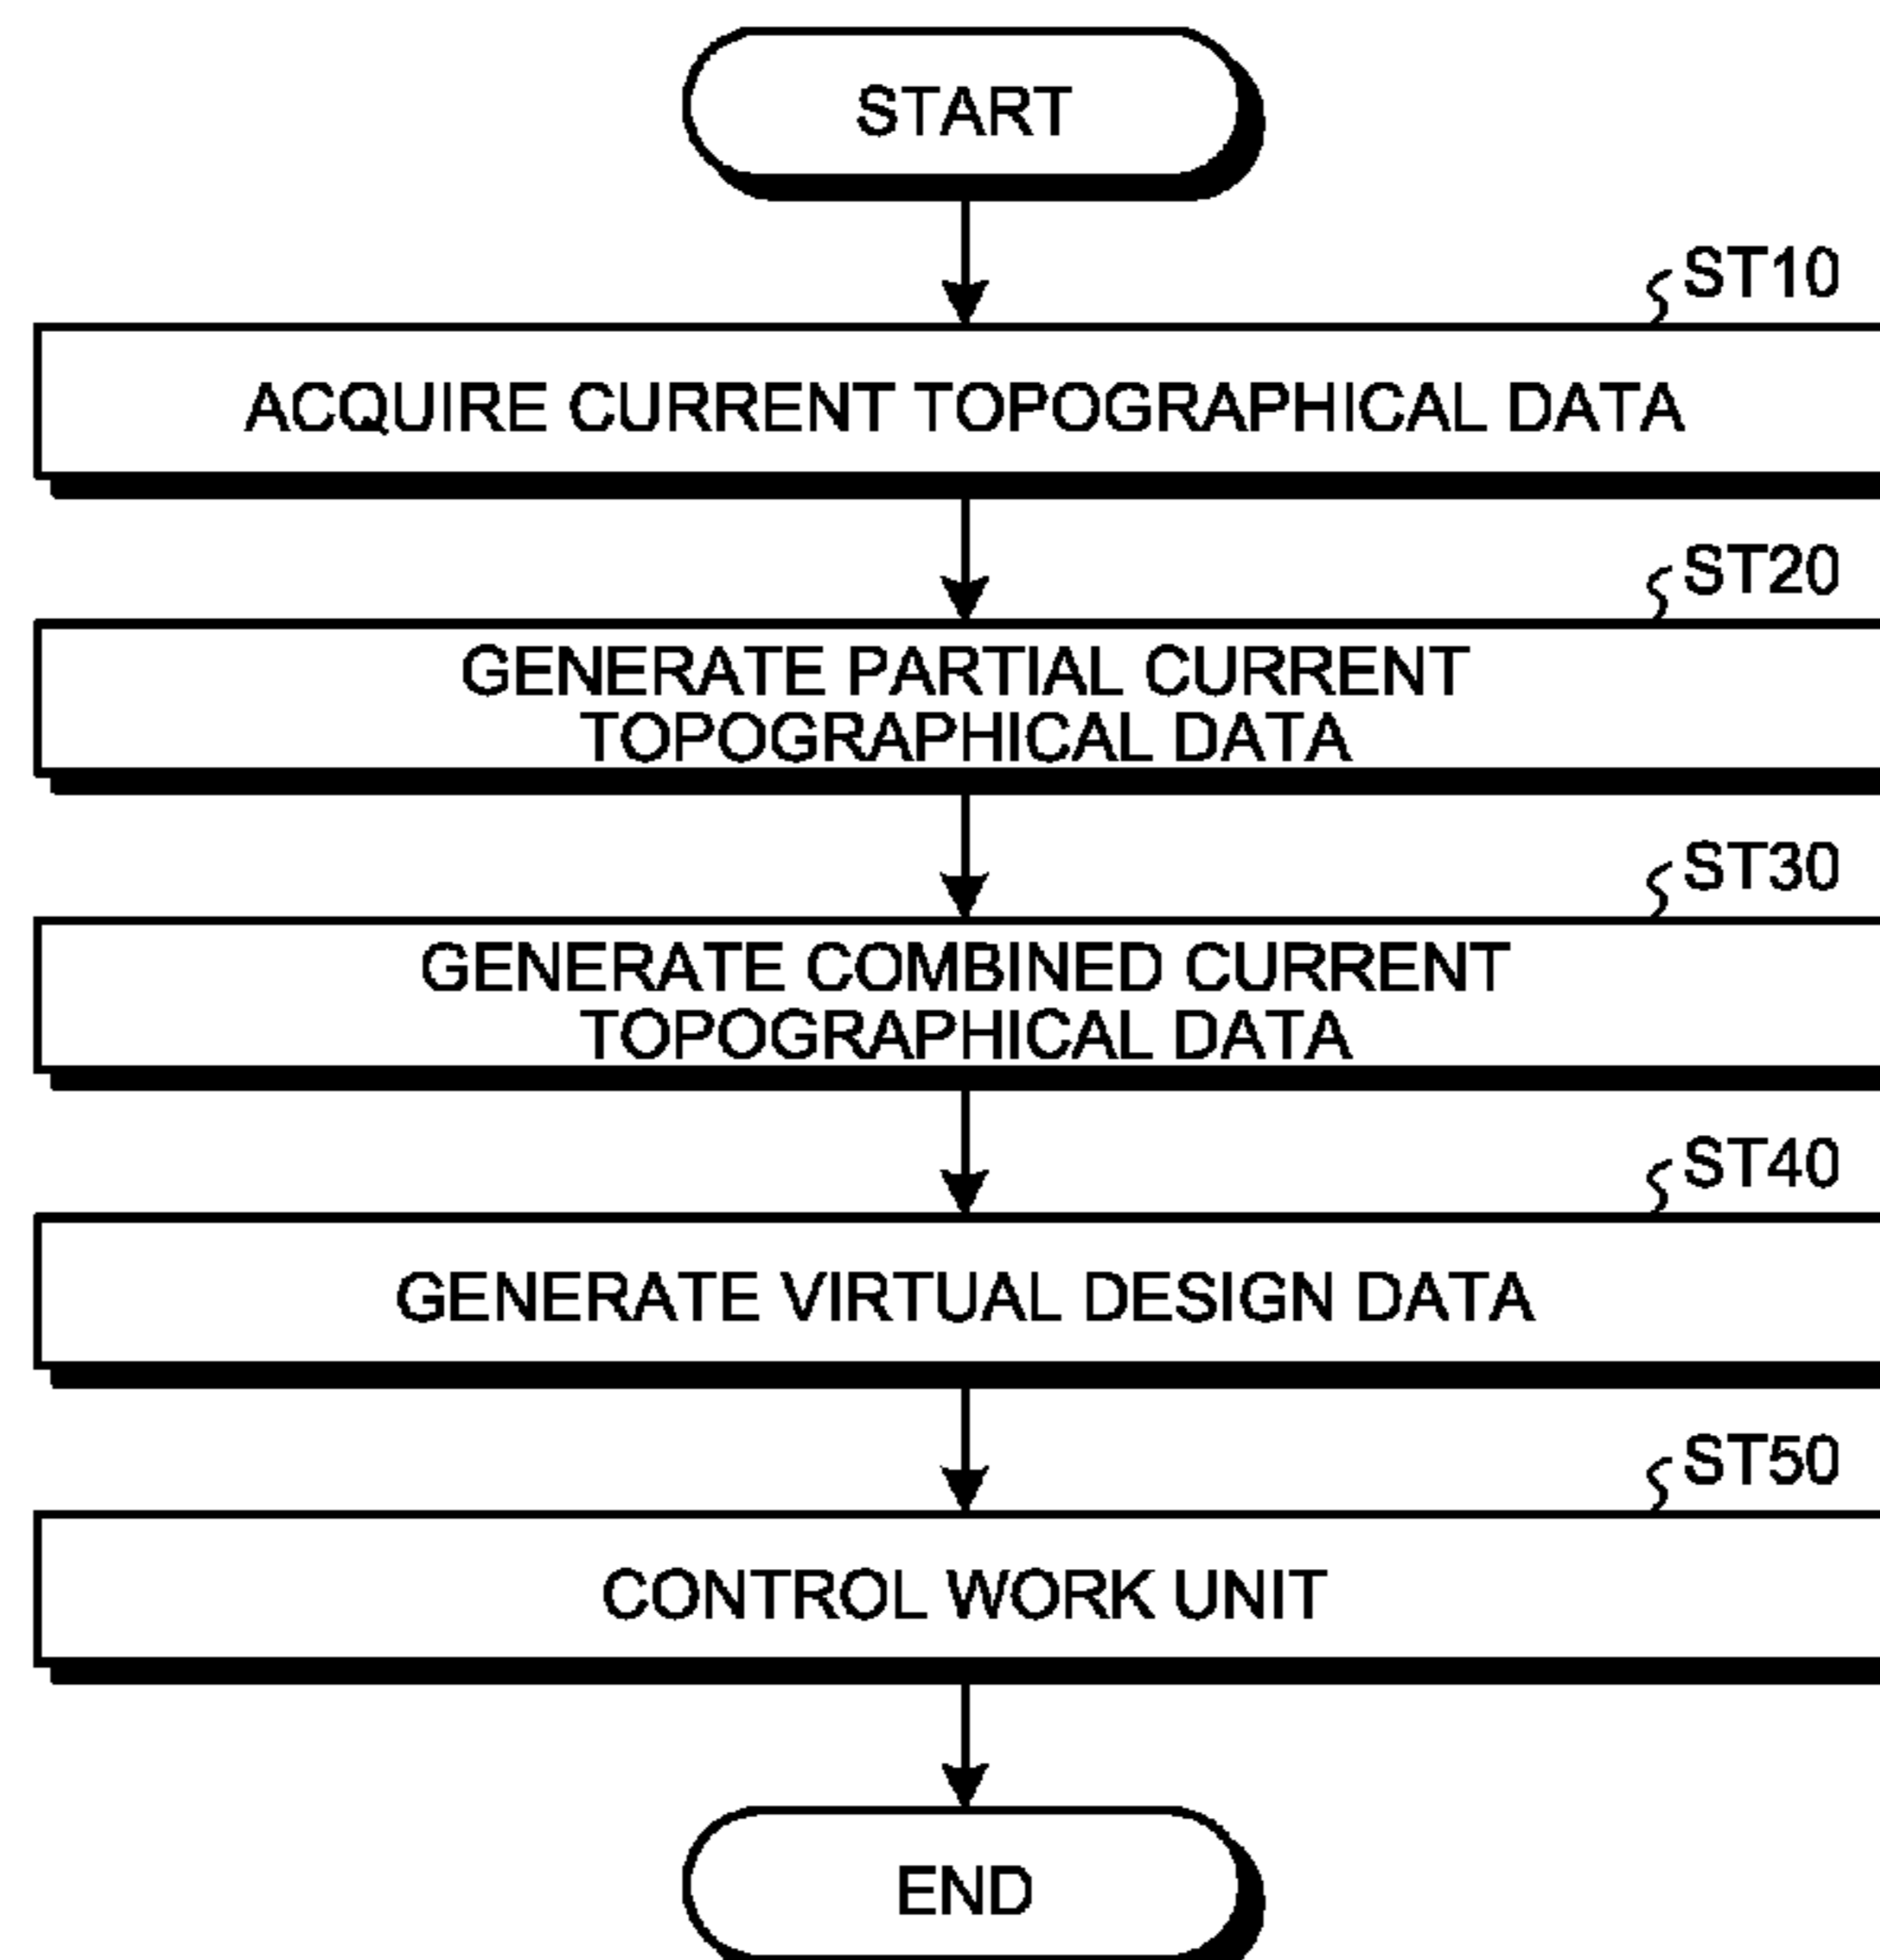 START
ST10
ACQUIRE CURRENT TOPOGRAPHICAL DATA
ST20
GENERATE PARTIAL CURRENT
TOPOGRAPHICAL DATA
ST30
GENERATE COMBINED CURRENT
TOPOGRAPHICAL DATA
ST40
GENERATE VIRTUAL DESIGN DATA
ST50
CONTROL WORK UNIT
END